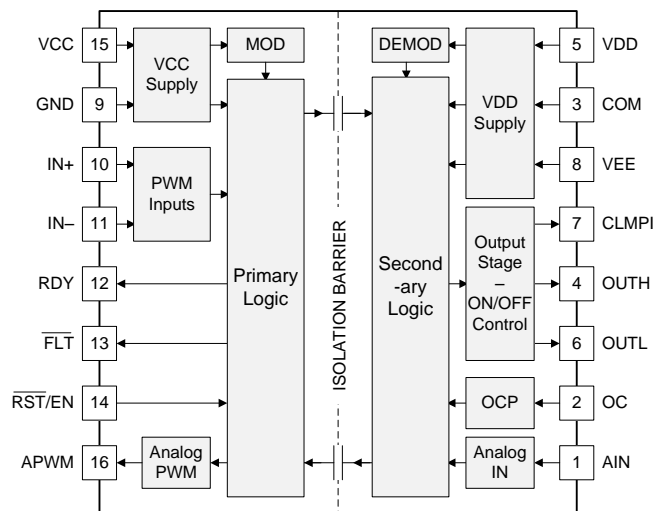 VCC
15
VCC
Supply
MOD
DEMOD
VDD
Supply
5
VDD
GND
9
3
COM
IN+
10
PWM
Inputs
8
VEE
IN–
11
7
CLMPI
Output
Stage
–
ON/OFF
Control
RDY
12
Primary
Logic
ISOLATION BARRIER
Second
-ary
Logic
4
OUTH
FLT
13
6
OUTL
RST/EN
14
OCP
2
OC
APWM
16
Analog
PWM
Analog
IN
1
AIN